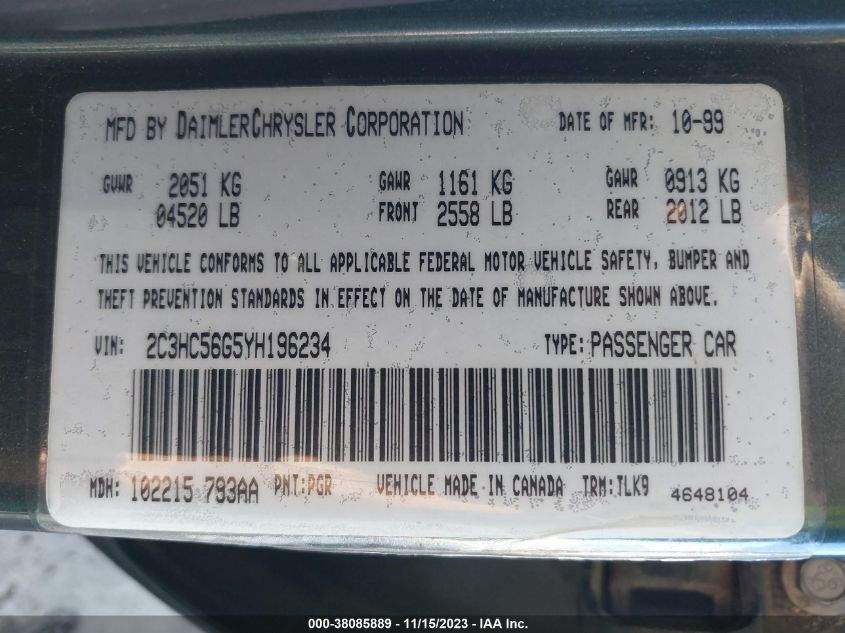 MFD BY DAIMLERCHRYSLER CORPORATION DATE OF MFR: 10-99
GVWR 2051 KG GAWR 1161 KG GAWR 0913 KG
04520 LB FRONT 2558 LB REAR 2012 LB
THIS VEHICLE CONFORMS TO ALL APPLICABLE FEDERAL MOTOR VEHICLE SAFETY, BUMPER AND
THEFT PREVENTION STANDARDS IN EFFECT ON THE DATE OF MANUFACTURE SHOWN ABOVE.
VIN: 2C3HC56G5YH196234 TYPE: PASSENGER CAR
MDH: 102215 793AA PNT: PGR VEHICLE MADE IN CANADA TRM: TLK9 4648104
000-38085889 - 11/15/2023 - IAA Inc.